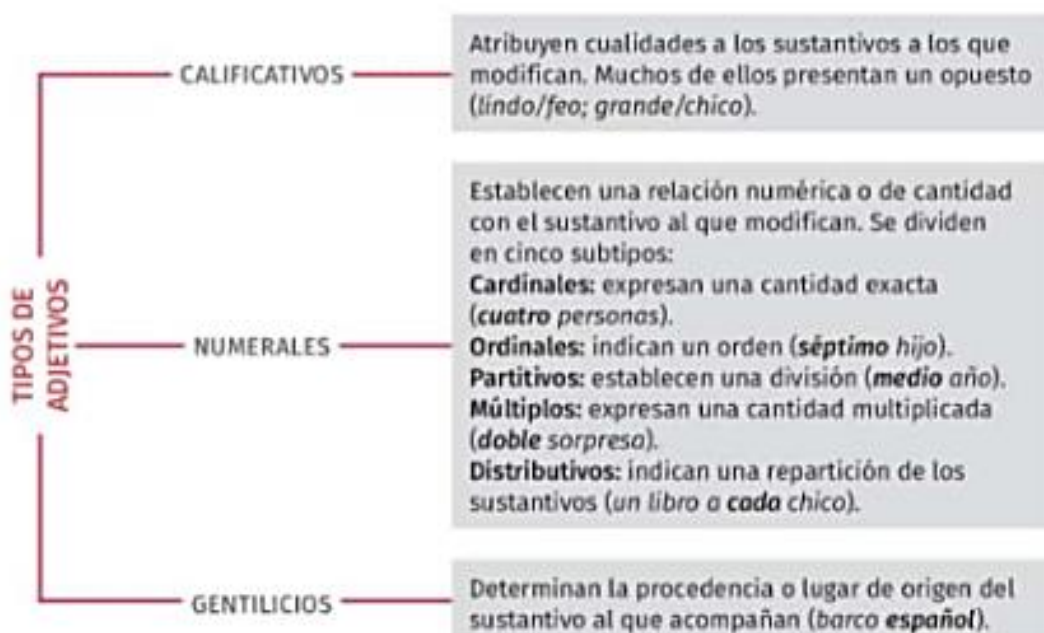 TIPOS DE
ADJETIVOS
CALIFICATIVOS
Atribuyen cualidades a los sustantivos a los que
modifican. Muchos de ellos presentan un opuesto
(lindo/feo; grande/chico).
NUMERALES
Establecen una relación numérica o de cantidad
con el sustantivo al que modifican. Se dividen
en cinco subtipos:
Cardinales: expresan una cantidad exacta
(cuatro personas).
Ordinales: indican un orden (séptimo hijo).
Partitivos: establecen una división (medio año).
Múltiplos: expresan una cantidad multiplicada
(doble sorpresa).
Distributivos: indican una repartición de los
sustantivos (un libro a cada chico).
GENTILICIOS
Determinan la procedencia o lugar de origen del
sustantivo al que acompañan (barco español).